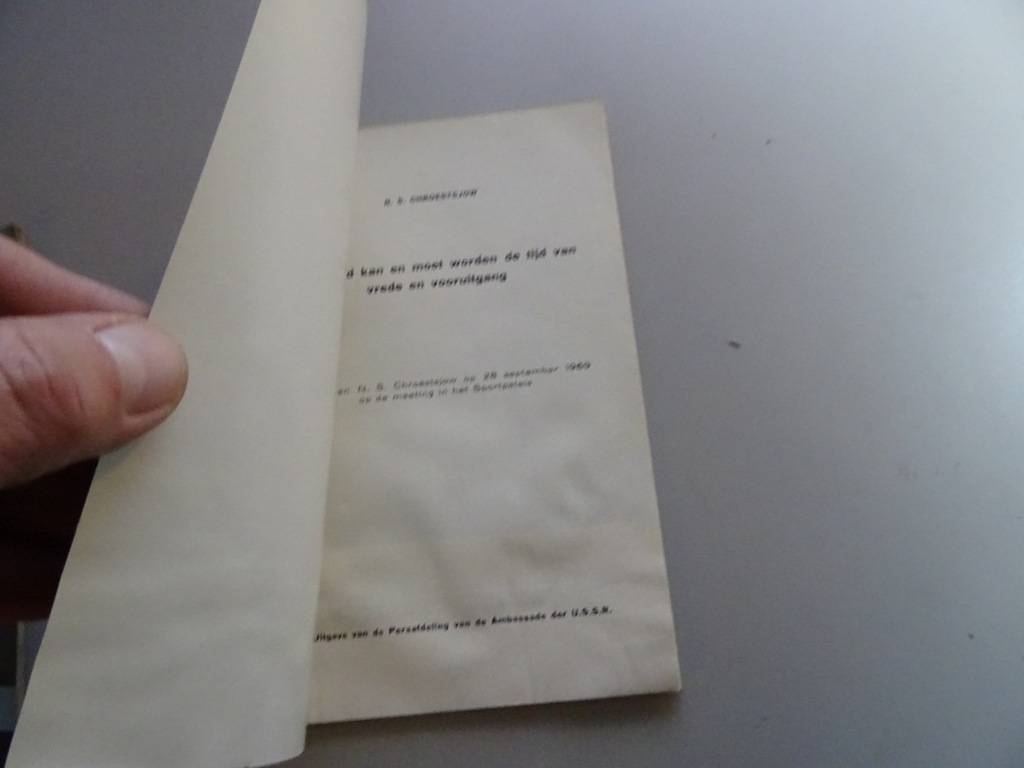 N. S. CHROESTSJOW
d kan en moet worden de tijd van
vrede en vooruitgang
an N. S. Chroestsjow op 28 september 1959
op de meeting in het Sportpaleis
Uitgave van de Persafdeling van de Ambassade der U.S.S.R.